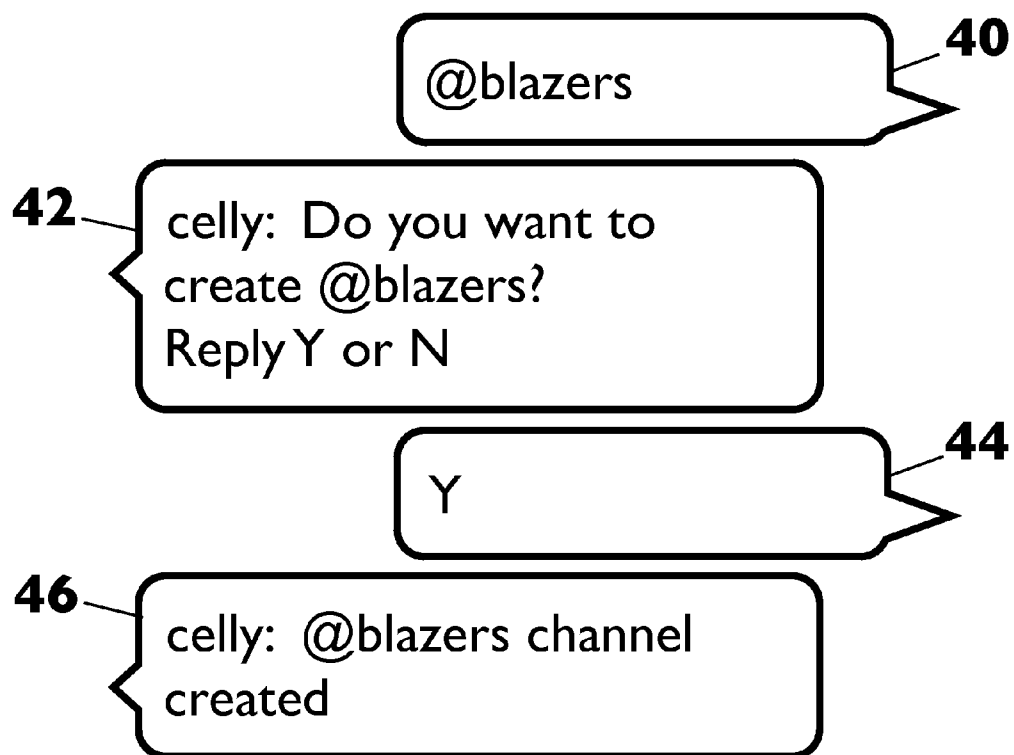 40
@blazers
42
celly: Do you want to
create @blazers?
Reply Y or N
44
Y
46
celly: @blazers channel
created